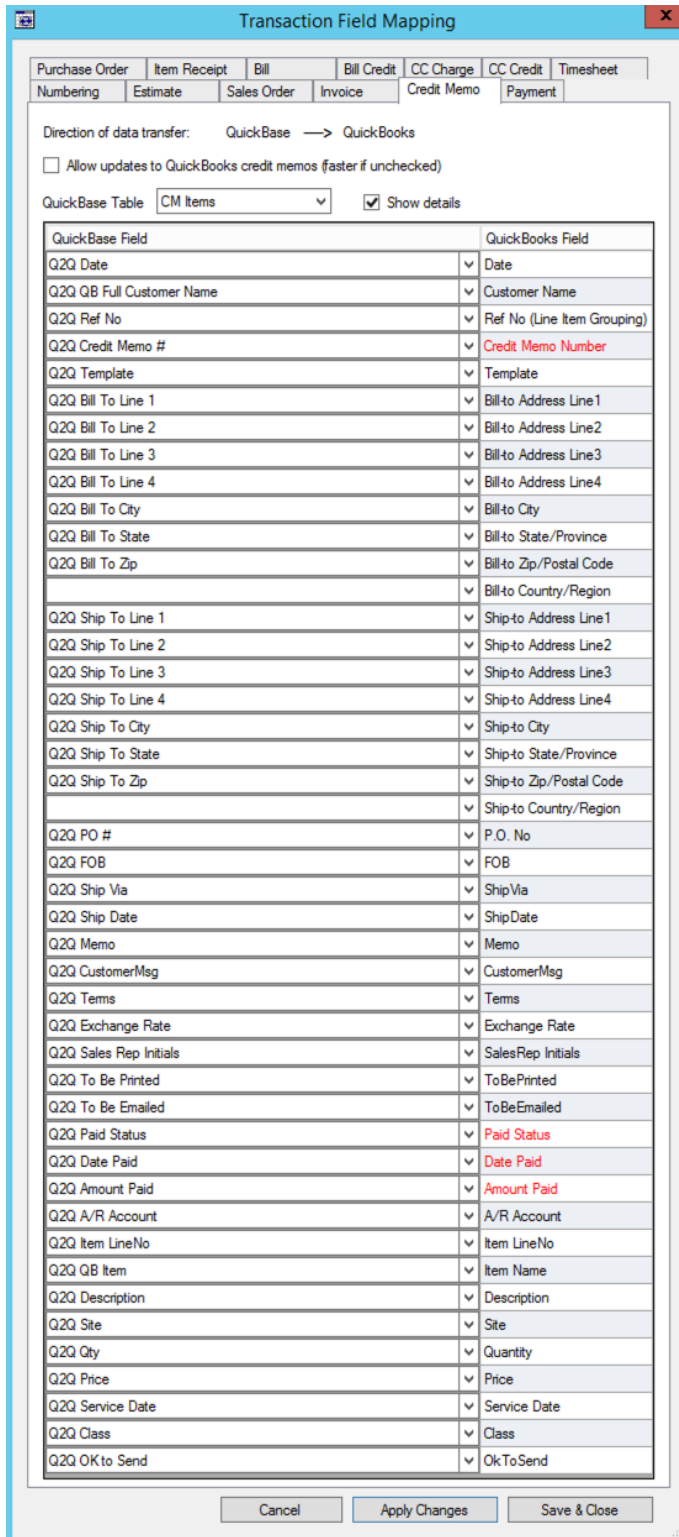 Transaction Field Mapping
x
Purchase Order Item Receipt Bill Bill Credit CC Charge CC Credit Timesheet
Numbering Estimate Sales Order Invoice Credit Memo Payment
Direction of data transfer: QuickBase ---> QuickBooks
Allow updates to QuickBooks credit memos (faster if unchecked)
QuickBase Table CM Items Show details
QuickBase Field QuickBooks Field
Q2Q Date Date
Q2Q QB Full Customer Name Customer Name
Q2Q Ref No Ref No (Line Item Grouping)
Q2Q Credit Memo # Credit Memo Number
Q2Q Template Template
Q2Q Bill To Line 1 Bill-to Address Line1
Q2Q Bill To Line 2 Bill-to Address Line2
Q2Q Bill To Line 3 Bill-to Address Line3
Q2Q Bill To Line 4 Bill-to Address Line4
Q2Q Bill To City Bill-to City
Q2Q Bill To State Bill-to State/Province
Q2Q Bill To Zip Bill-to Zip/Postal Code
Bill-to Country/Region
Q2Q Ship To Line 1 Ship-to Address Line1
Q2Q Ship To Line 2 Ship-to Address Line2
Q2Q Ship To Line 3 Ship-to Address Line3
Q2Q Ship To Line 4 Ship-to Address Line4
Q2Q Ship To City Ship-to City
Q2Q Ship To State Ship-to State/Province
Q2Q Ship To Zip Ship-to Zip/Postal Code
Ship-to Country/Region
Q2Q PO # P.O. No
Q2Q FOB FOB
Q2Q Ship Via ShipVia
Q2Q Ship Date ShipDate
Q2Q Memo Memo
Q2Q CustomerMsg CustomerMsg
Q2Q Terms Terms
Q2Q Exchange Rate Exchange Rate
Q2Q Sales Rep Initials SalesRep Initials
Q2Q To Be Printed ToBePrinted
Q2Q To Be Emailed ToBeEmailed
Q2Q Paid Status Paid Status
Q2Q Date Paid Date Paid
Q2Q Amount Paid Amount Paid
Q2Q A/R Account A/R Account
Q2Q Item LineNo Item LineNo
Q2Q QB Item Item Name
Q2Q Description Description
Q2Q Site Site
Q2Q Qty Quantity
Q2Q Price Price
Q2Q Service Date Service Date
Q2Q Class Class
Q2Q OK to Send OkToSend
Cancel Apply Changes Save & Close